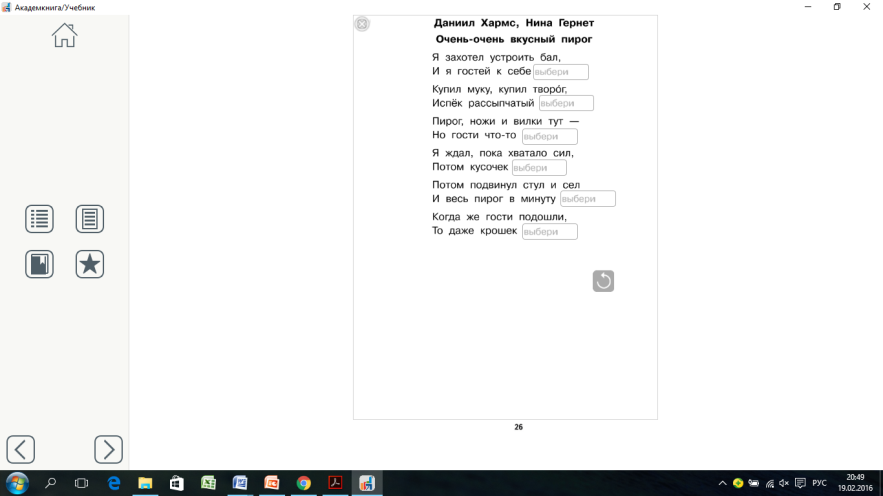 Академкнига/Учебник
Даниил Хармс, Нина Гернет
Очень-очень вкусный пирог
Я захотел устроить бал,
И я гостей к себе выбери
Купил муку, купил творо́г,
Испёк рассыпчатый выбери
Пирог, ножи и вилки тут —
Но гости что-то выбери
Я ждал, пока хватало сил,
Потом кусочек выбери
Потом подвинул стул и сел
И весь пирог в минуту выбери
Когда же гости подошли,
То даже крошек выбери
26
РУС
20:49
19.02.2016